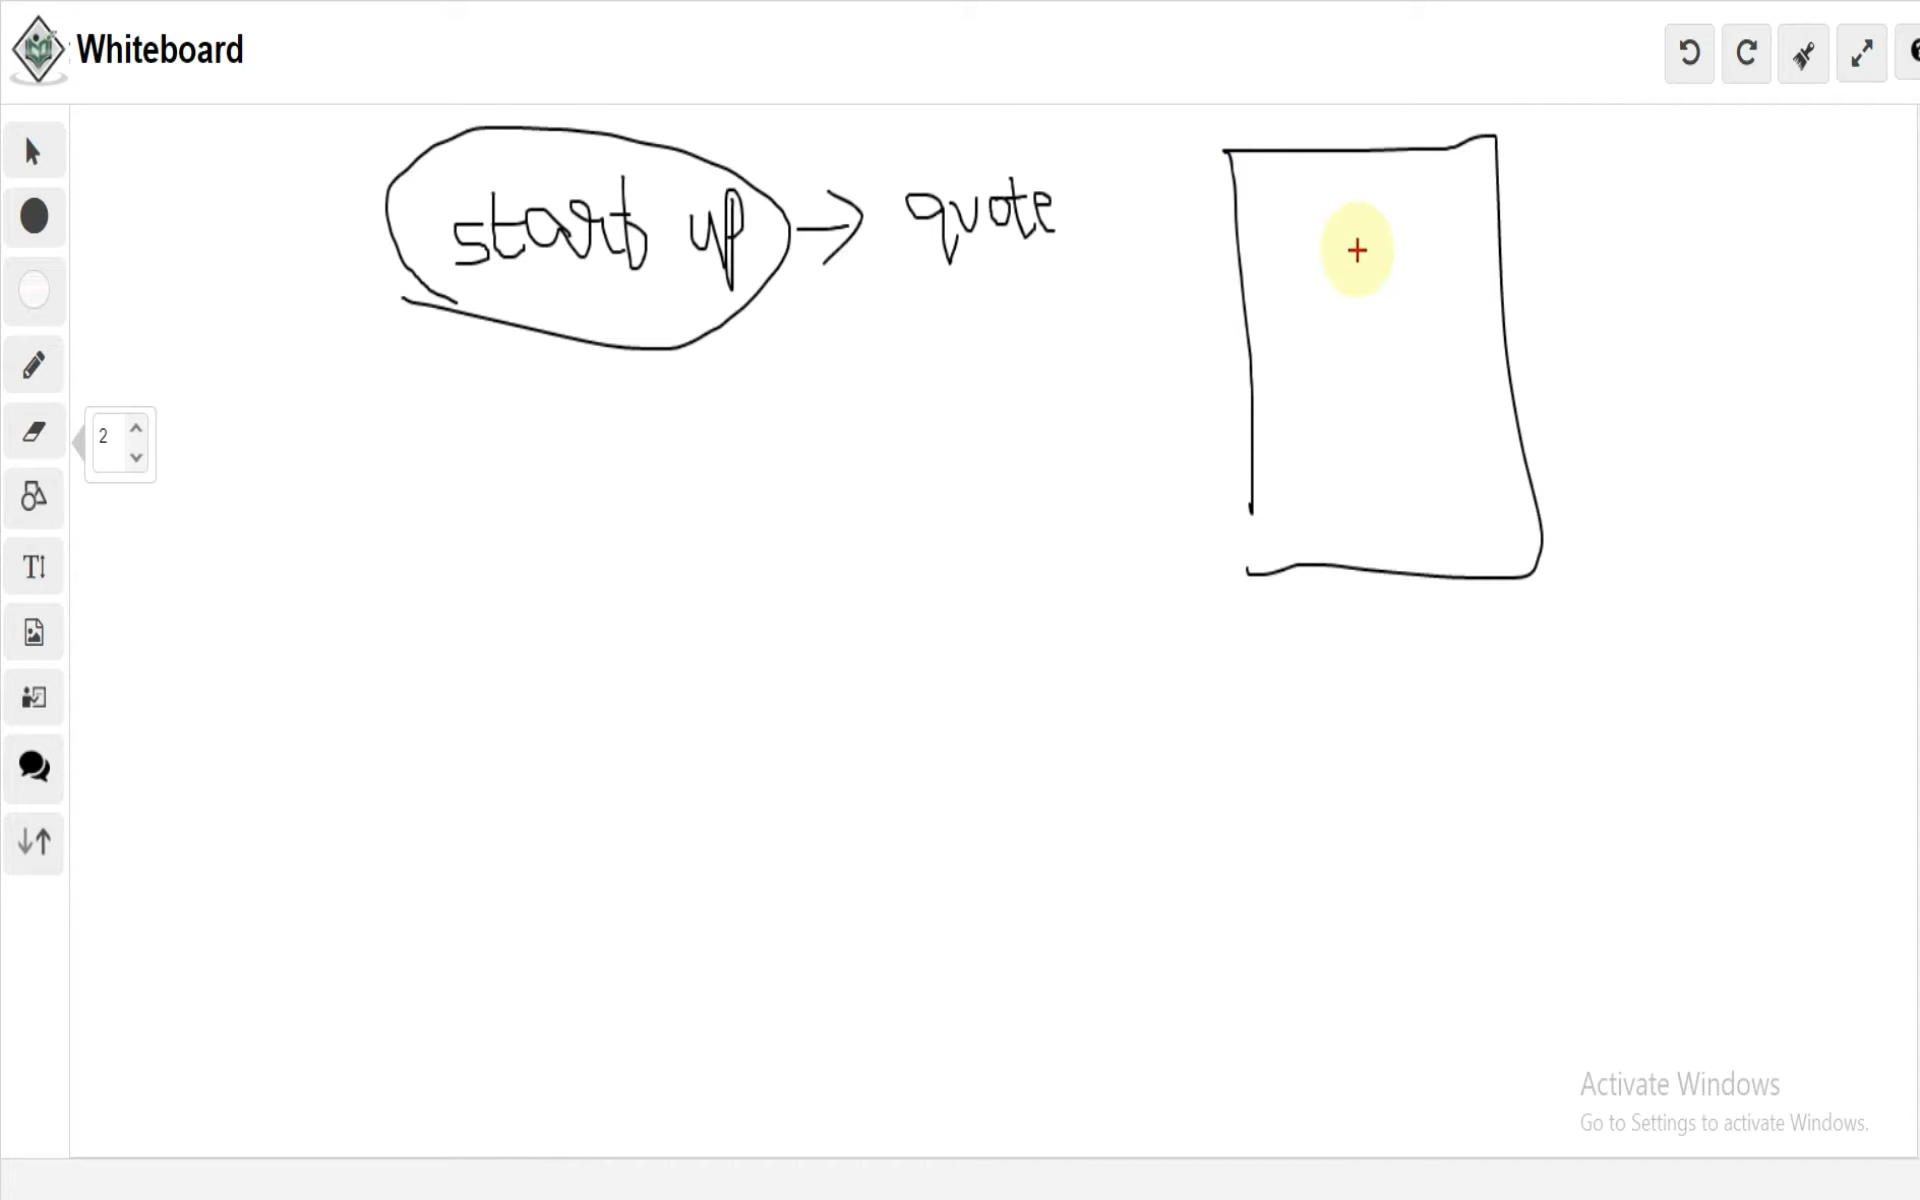 Whiteboard
start up → quote
2
Activate Windows
Go to Settings to activate Windows.